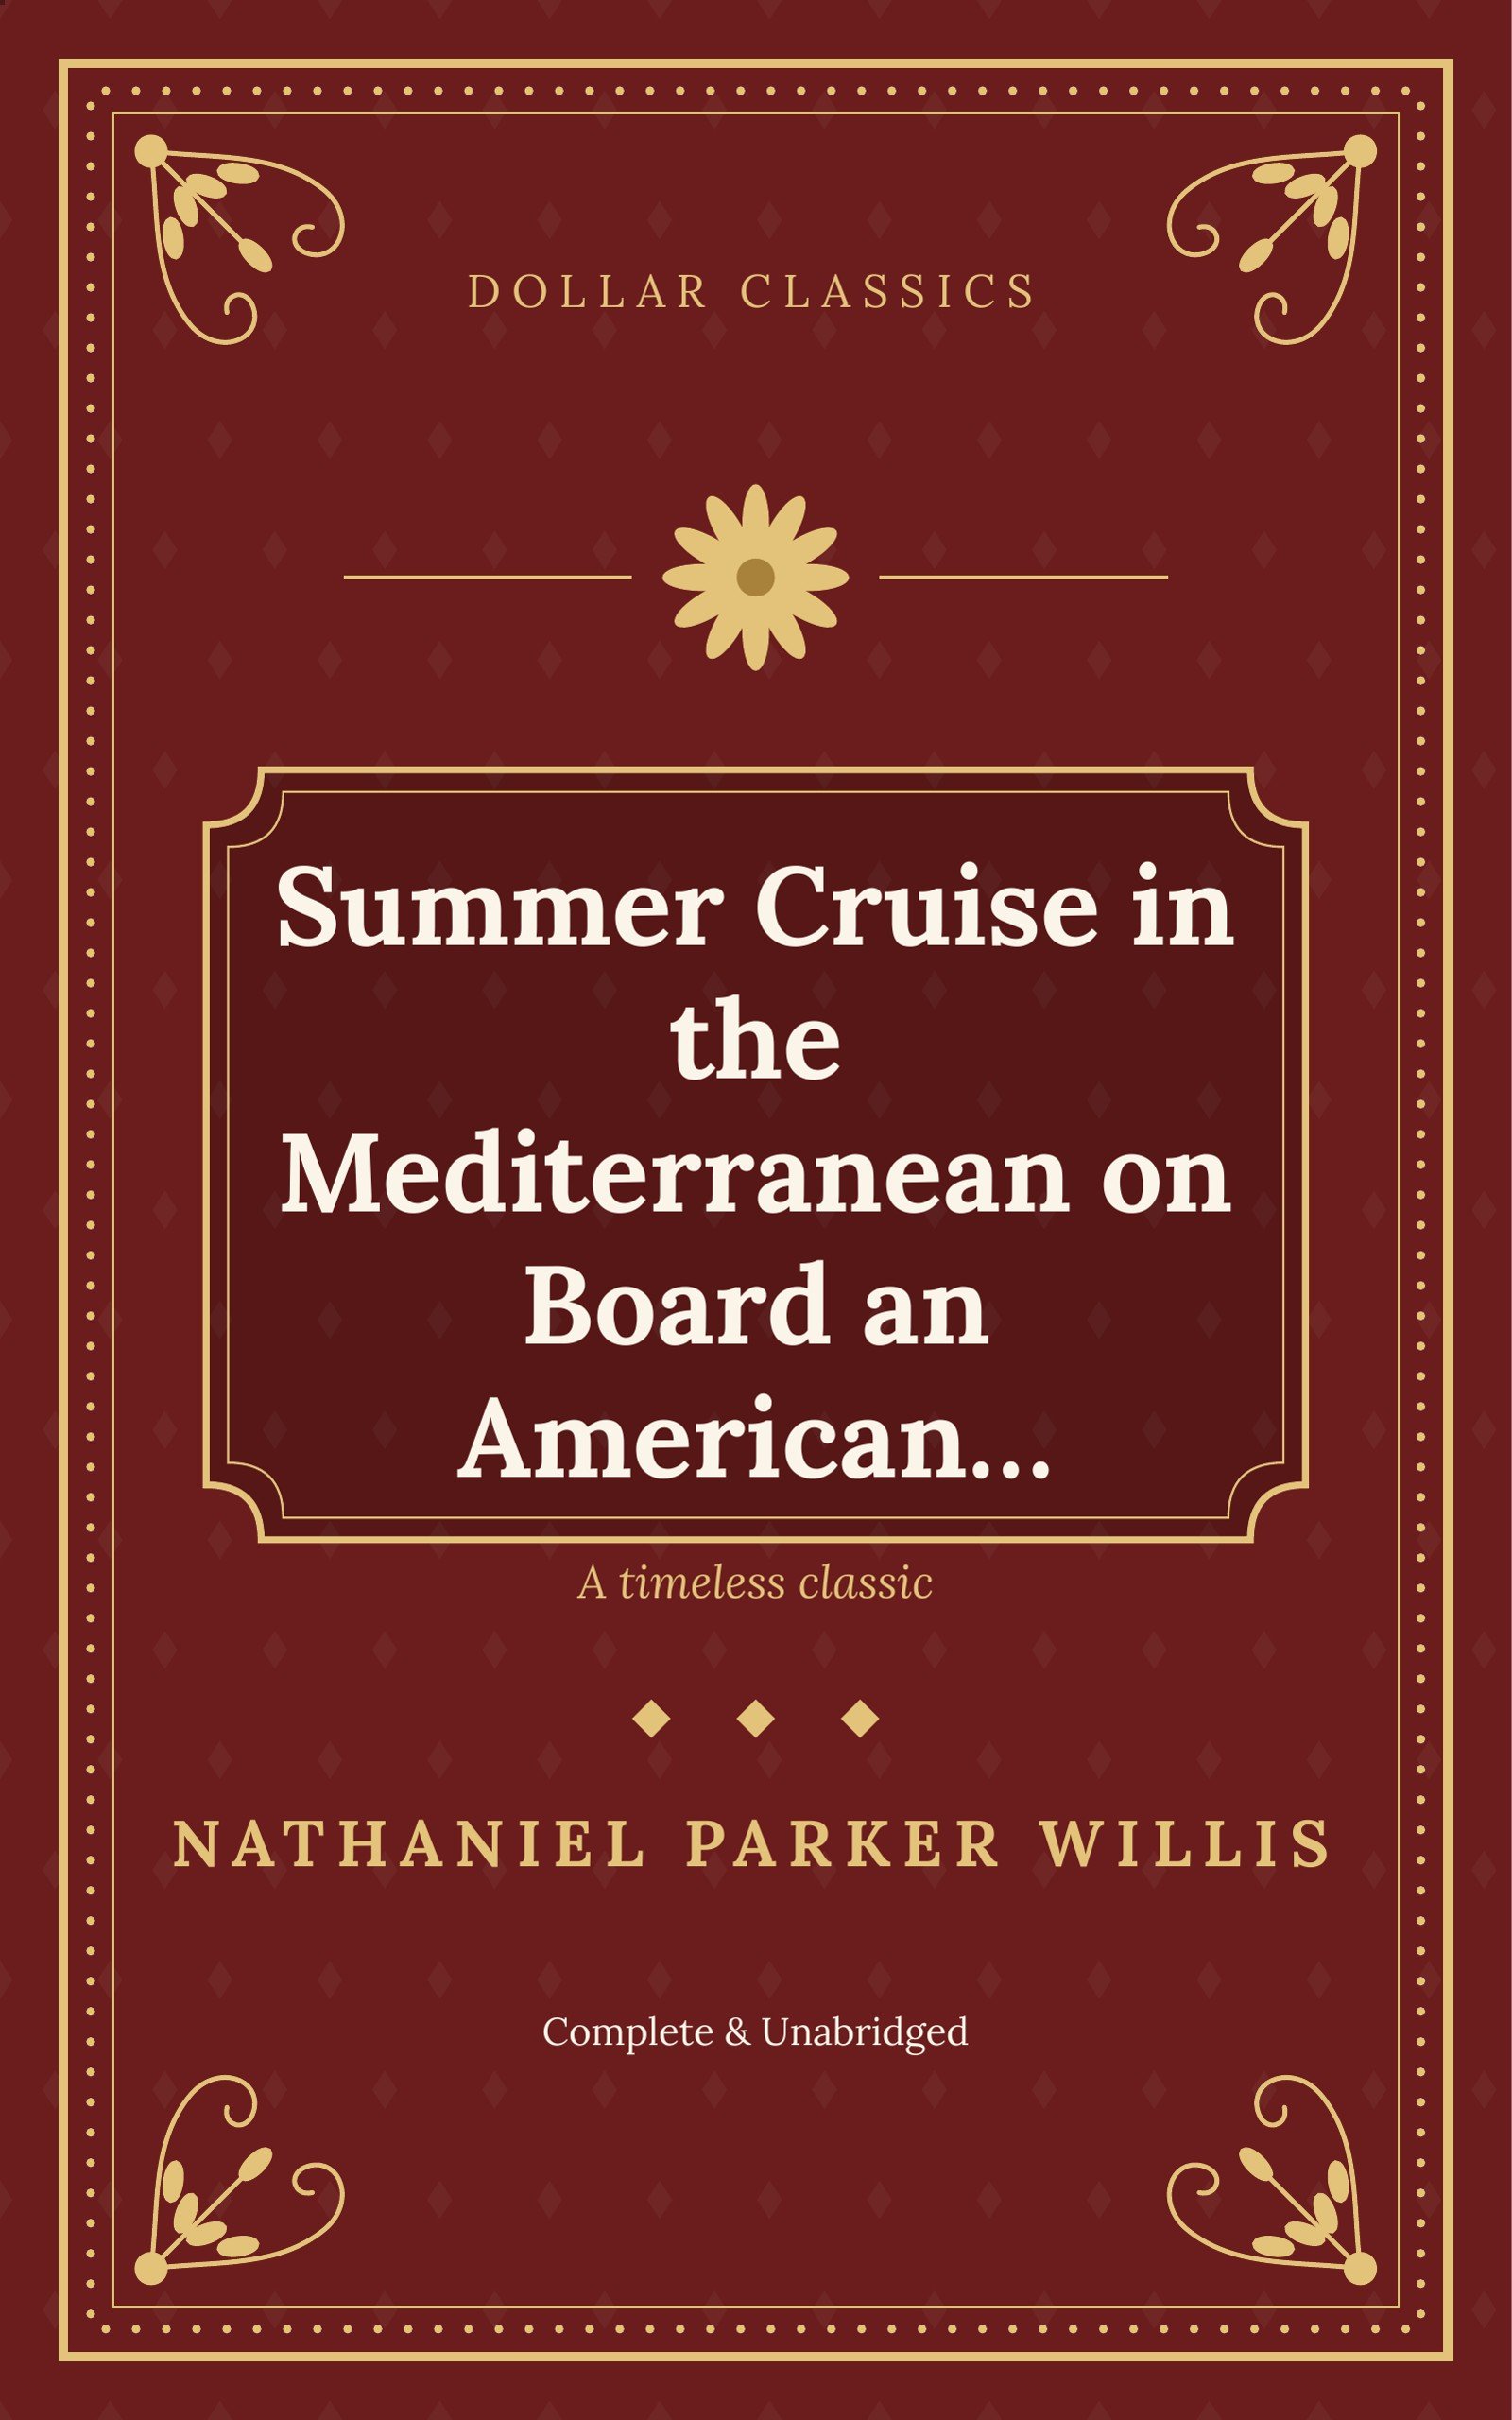 DOLLAR CLASSICS
Summer Cruise in
the
Mediterranean on
Board an
American...
A timeless classic
NATHANIEL PARKER WILLIS
Complete & Unabridged